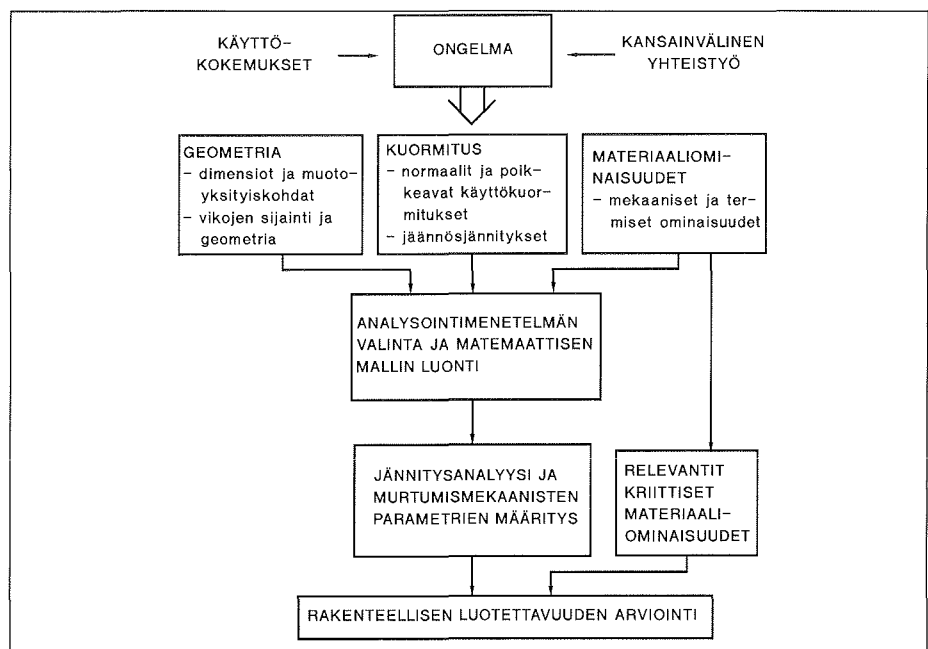 KÄYTTÖ-
KOKEMUKSET
ONGELMA
KANSAINVÄLINEN
YHTEISTYÖ
GEOMETRIA
- dimensiot ja muoto-
yksityiskohdat
- vikojen sijainti ja
geometria
KUORMITUS
- normaalit ja poik-
keavat käyttökuor-
mitukset
- jäännösjännitykset
MATERIAALIOMI-
NAISUUDET
- mekaaniset ja ter-
miset ominaisuudet
ANALYSOINTIMENETELMÄN
VALINTA JA MATEMAATTISEN
MALLIN LUONTI
JÄNNITYSANALYYSI JA
MURTUMISMEKAANISTEN
PARAMETRIEN MÄÄRITYS
RELEVANTIT
KRIITTISET
MATERIAALI-
OMINAISUUDET
RAKENTEELLISEN LUOTETTAVUUDEN ARVIOINTI